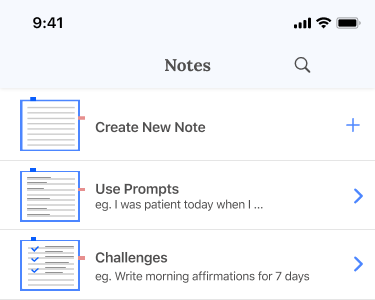 9:41
Notes
Create New Note
Use Prompts
eg. I was patient today when I ...
Challenges
eg. Write morning affirmations for 7 days